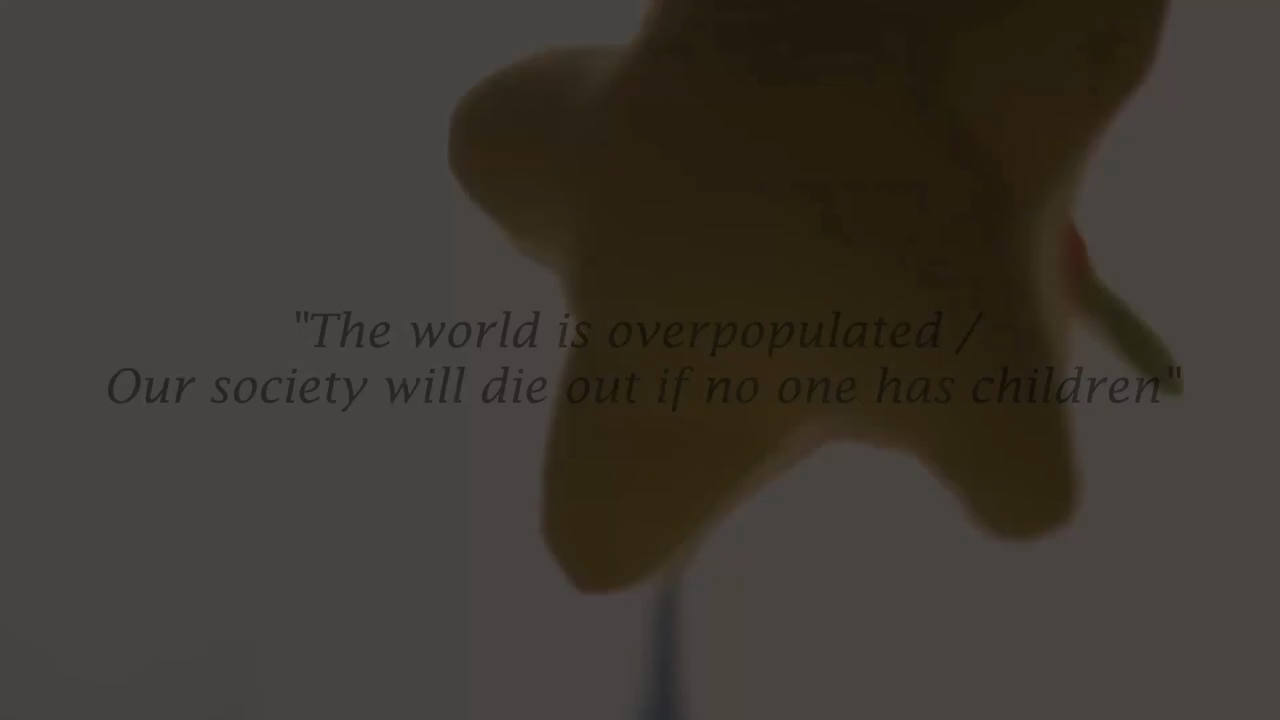 "The world is overpopulated /
Our society will die out if no one has children"